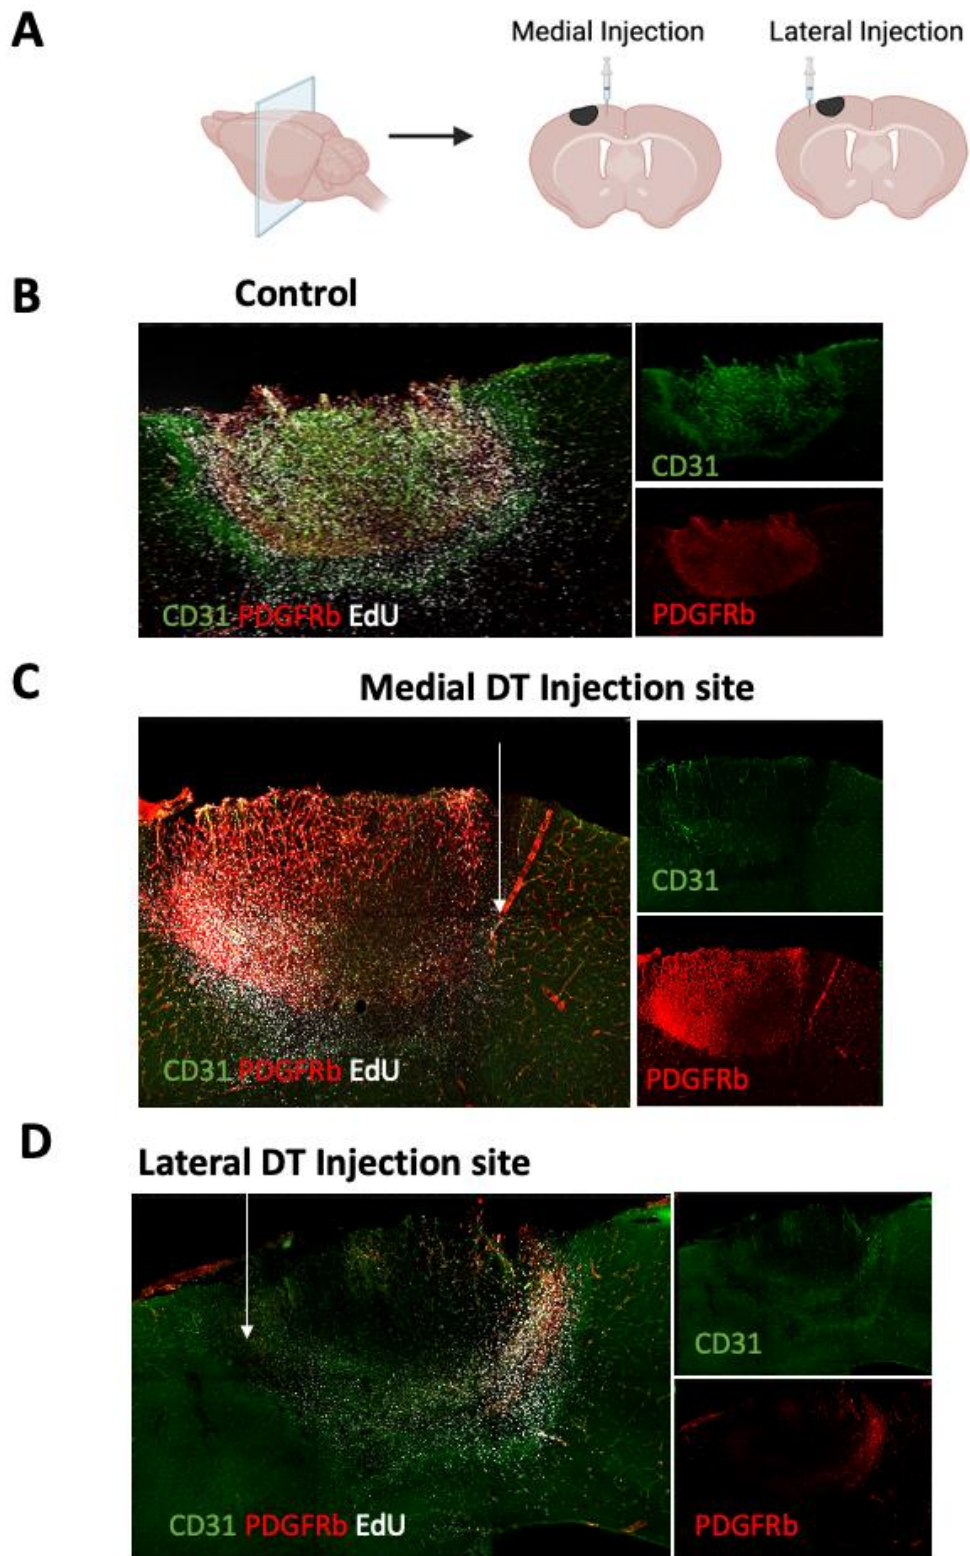 A
Medial Injection
Lateral Injection
B
Control
CD31 PDGFRb EdU
CD31
PDGFRb
C
Medial DT Injection site
CD31 PDGFRb EdU
CD31
PDGFRb
D
Lateral DT Injection site
CD31 PDGFRb EdU
CD31
PDGFRb